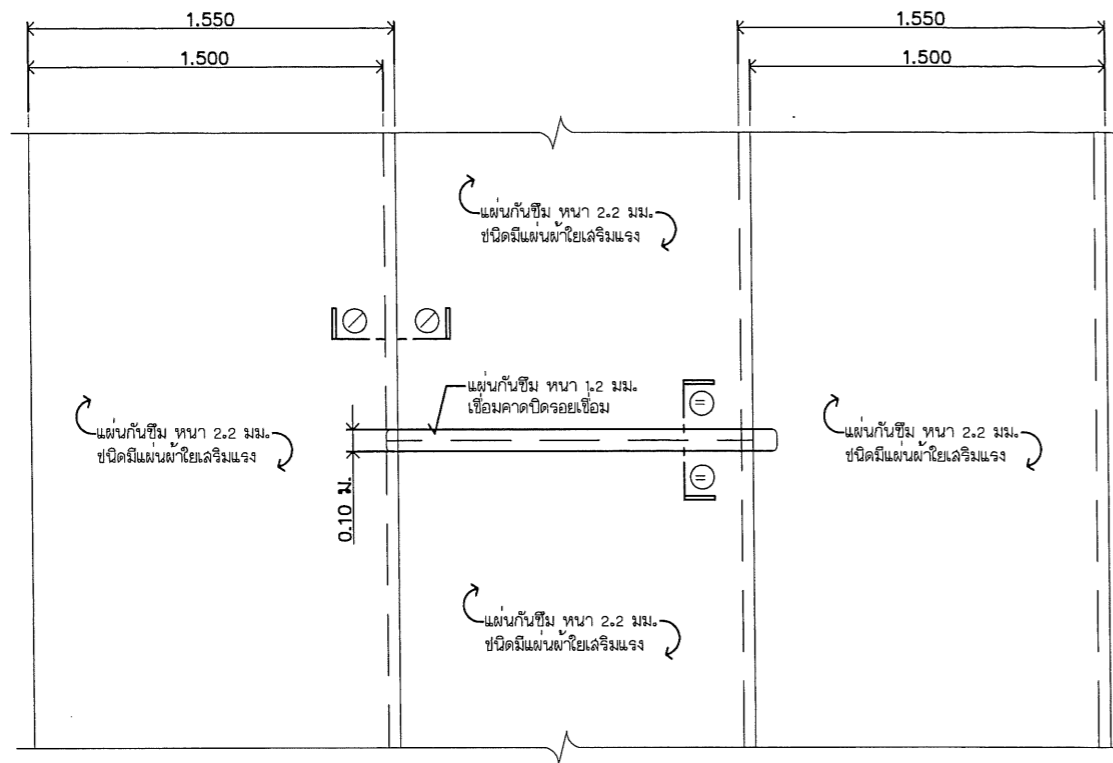 1.550
1.550
1.500
1.500
แผ่นกันซึม หนา 2.2 มม.
ชนิดมีแผ่นผ้าใยเสริมแรง
แผ่นกันซึม หนา 1.2 มม.
เชื่อมคาดปิดรอยเชื่อม
แผ่นกันซึม หนา 2.2 มม.
ชนิดมีแผ่นผ้าใยเสริมแรง
แผ่นกันซึม หนา 2.2 มม.
ชนิดมีแผ่นผ้าใยเสริมแรง
0.10 ม.
แผ่นกันซึม หนา 2.2 มม.
ชนิดมีแผ่นผ้าใยเสริมแรง